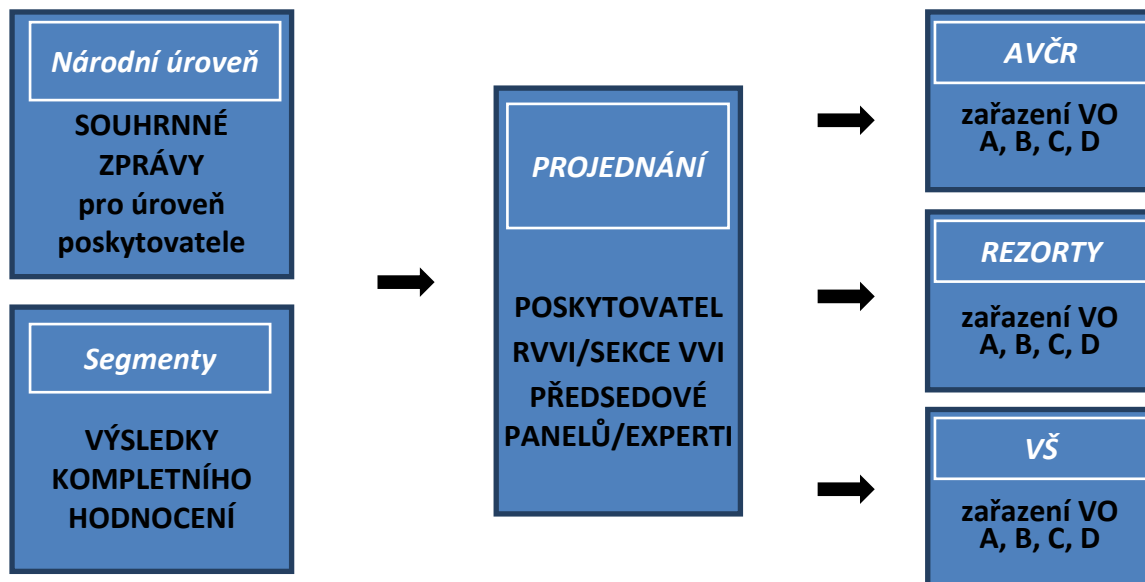 Národní úroveň
SOUHRNNÉ
ZPRÁVY
pro úroveň
poskytovatele
Segmenty
VÝSLEDKY
KOMPLETNÍHO
HODNOCENÍ
PROJEDNÁNÍ
POSKYTOVATEL
RVVI/SEKCE VVI
PŘEDSEDOVÉ
PANELŮ/EXPERTI
AVČR
zařazení VO
A, B, C, D
REZORTY
zařazení VO
A, B, C, D
VŠ
zařazení VO
A, B, C, D